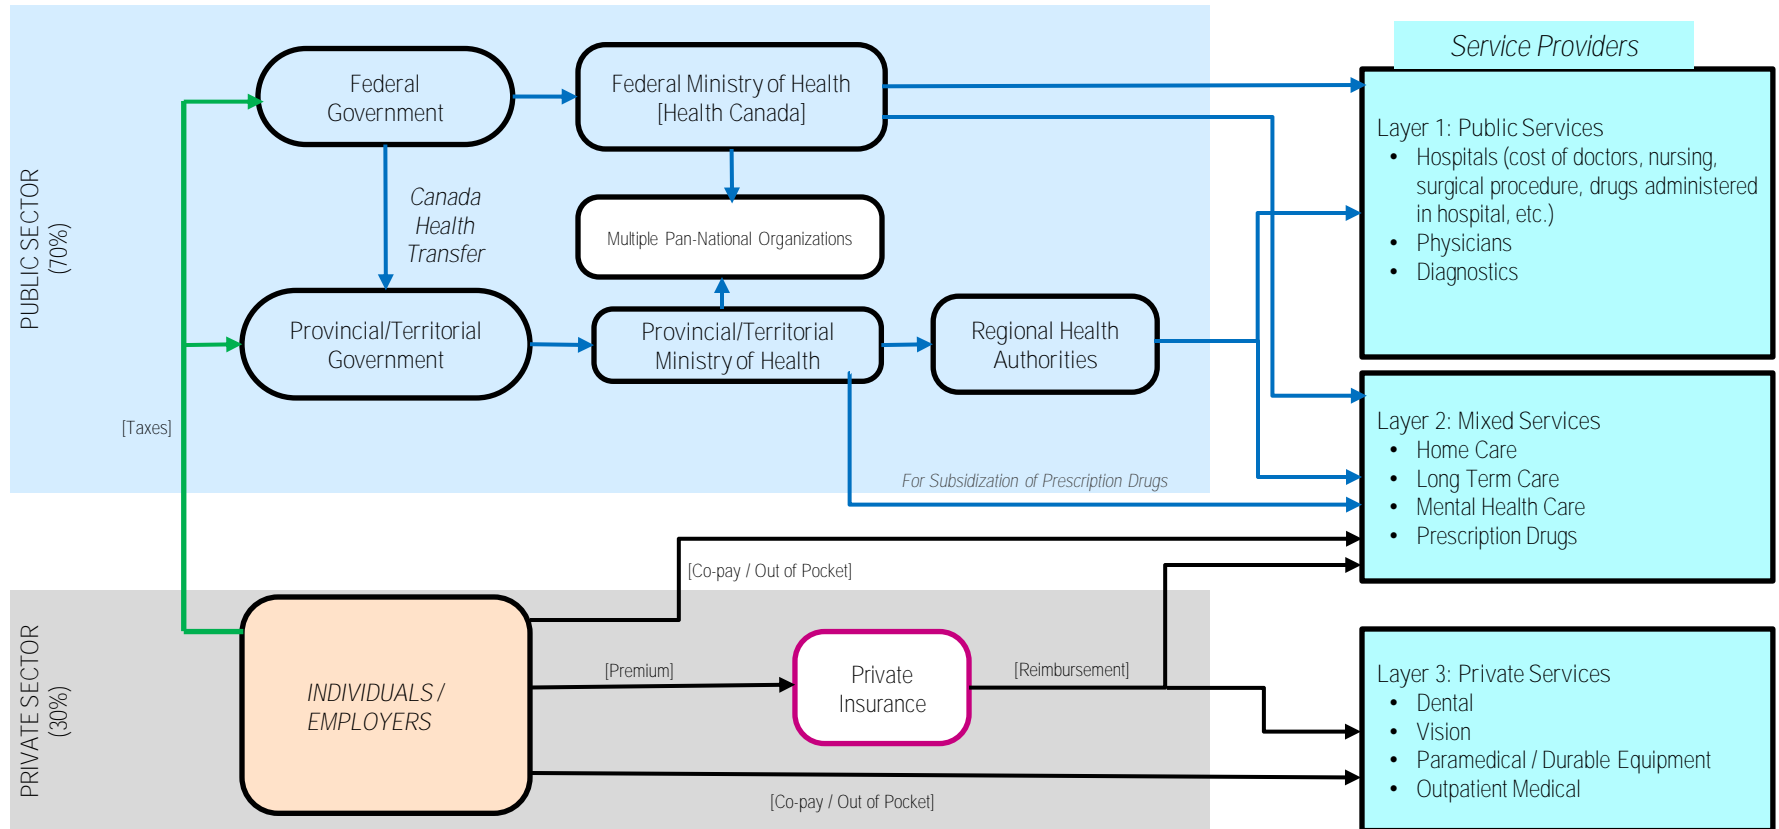 Service Providers
Federal
Government
Federal Ministry of Health
[Health Canada]
Layer 1: Public Services
• Hospitals (cost of doctors, nursing,
surgical procedure, drugs administered
in hospital, etc.)
• Physicians
• Diagnostics
PUBLIC SECTOR
(70%)
Canada
Health
Transfer
Multiple Pan-National Organizations
Provincial/Territorial
Government
Provincial/Territorial
Ministry of Health
Regional Health
Authorities
[Taxes]
For Subsidization of Prescription Drugs
Layer 2: Mixed Services
• Home Care
• Long Term Care
• Mental Health Care
• Prescription Drugs
[Co-pay / Out of Pocket]
PRIVATE SECTOR
(30%)
INDIVIDUALS /
EMPLOYERS
[Premium]
Private
Insurance
[Reimbursement]
[Co-pay / Out of Pocket]
Layer 3: Private Services
• Dental
• Vision
• Paramedical / Durable Equipment
• Outpatient Medical